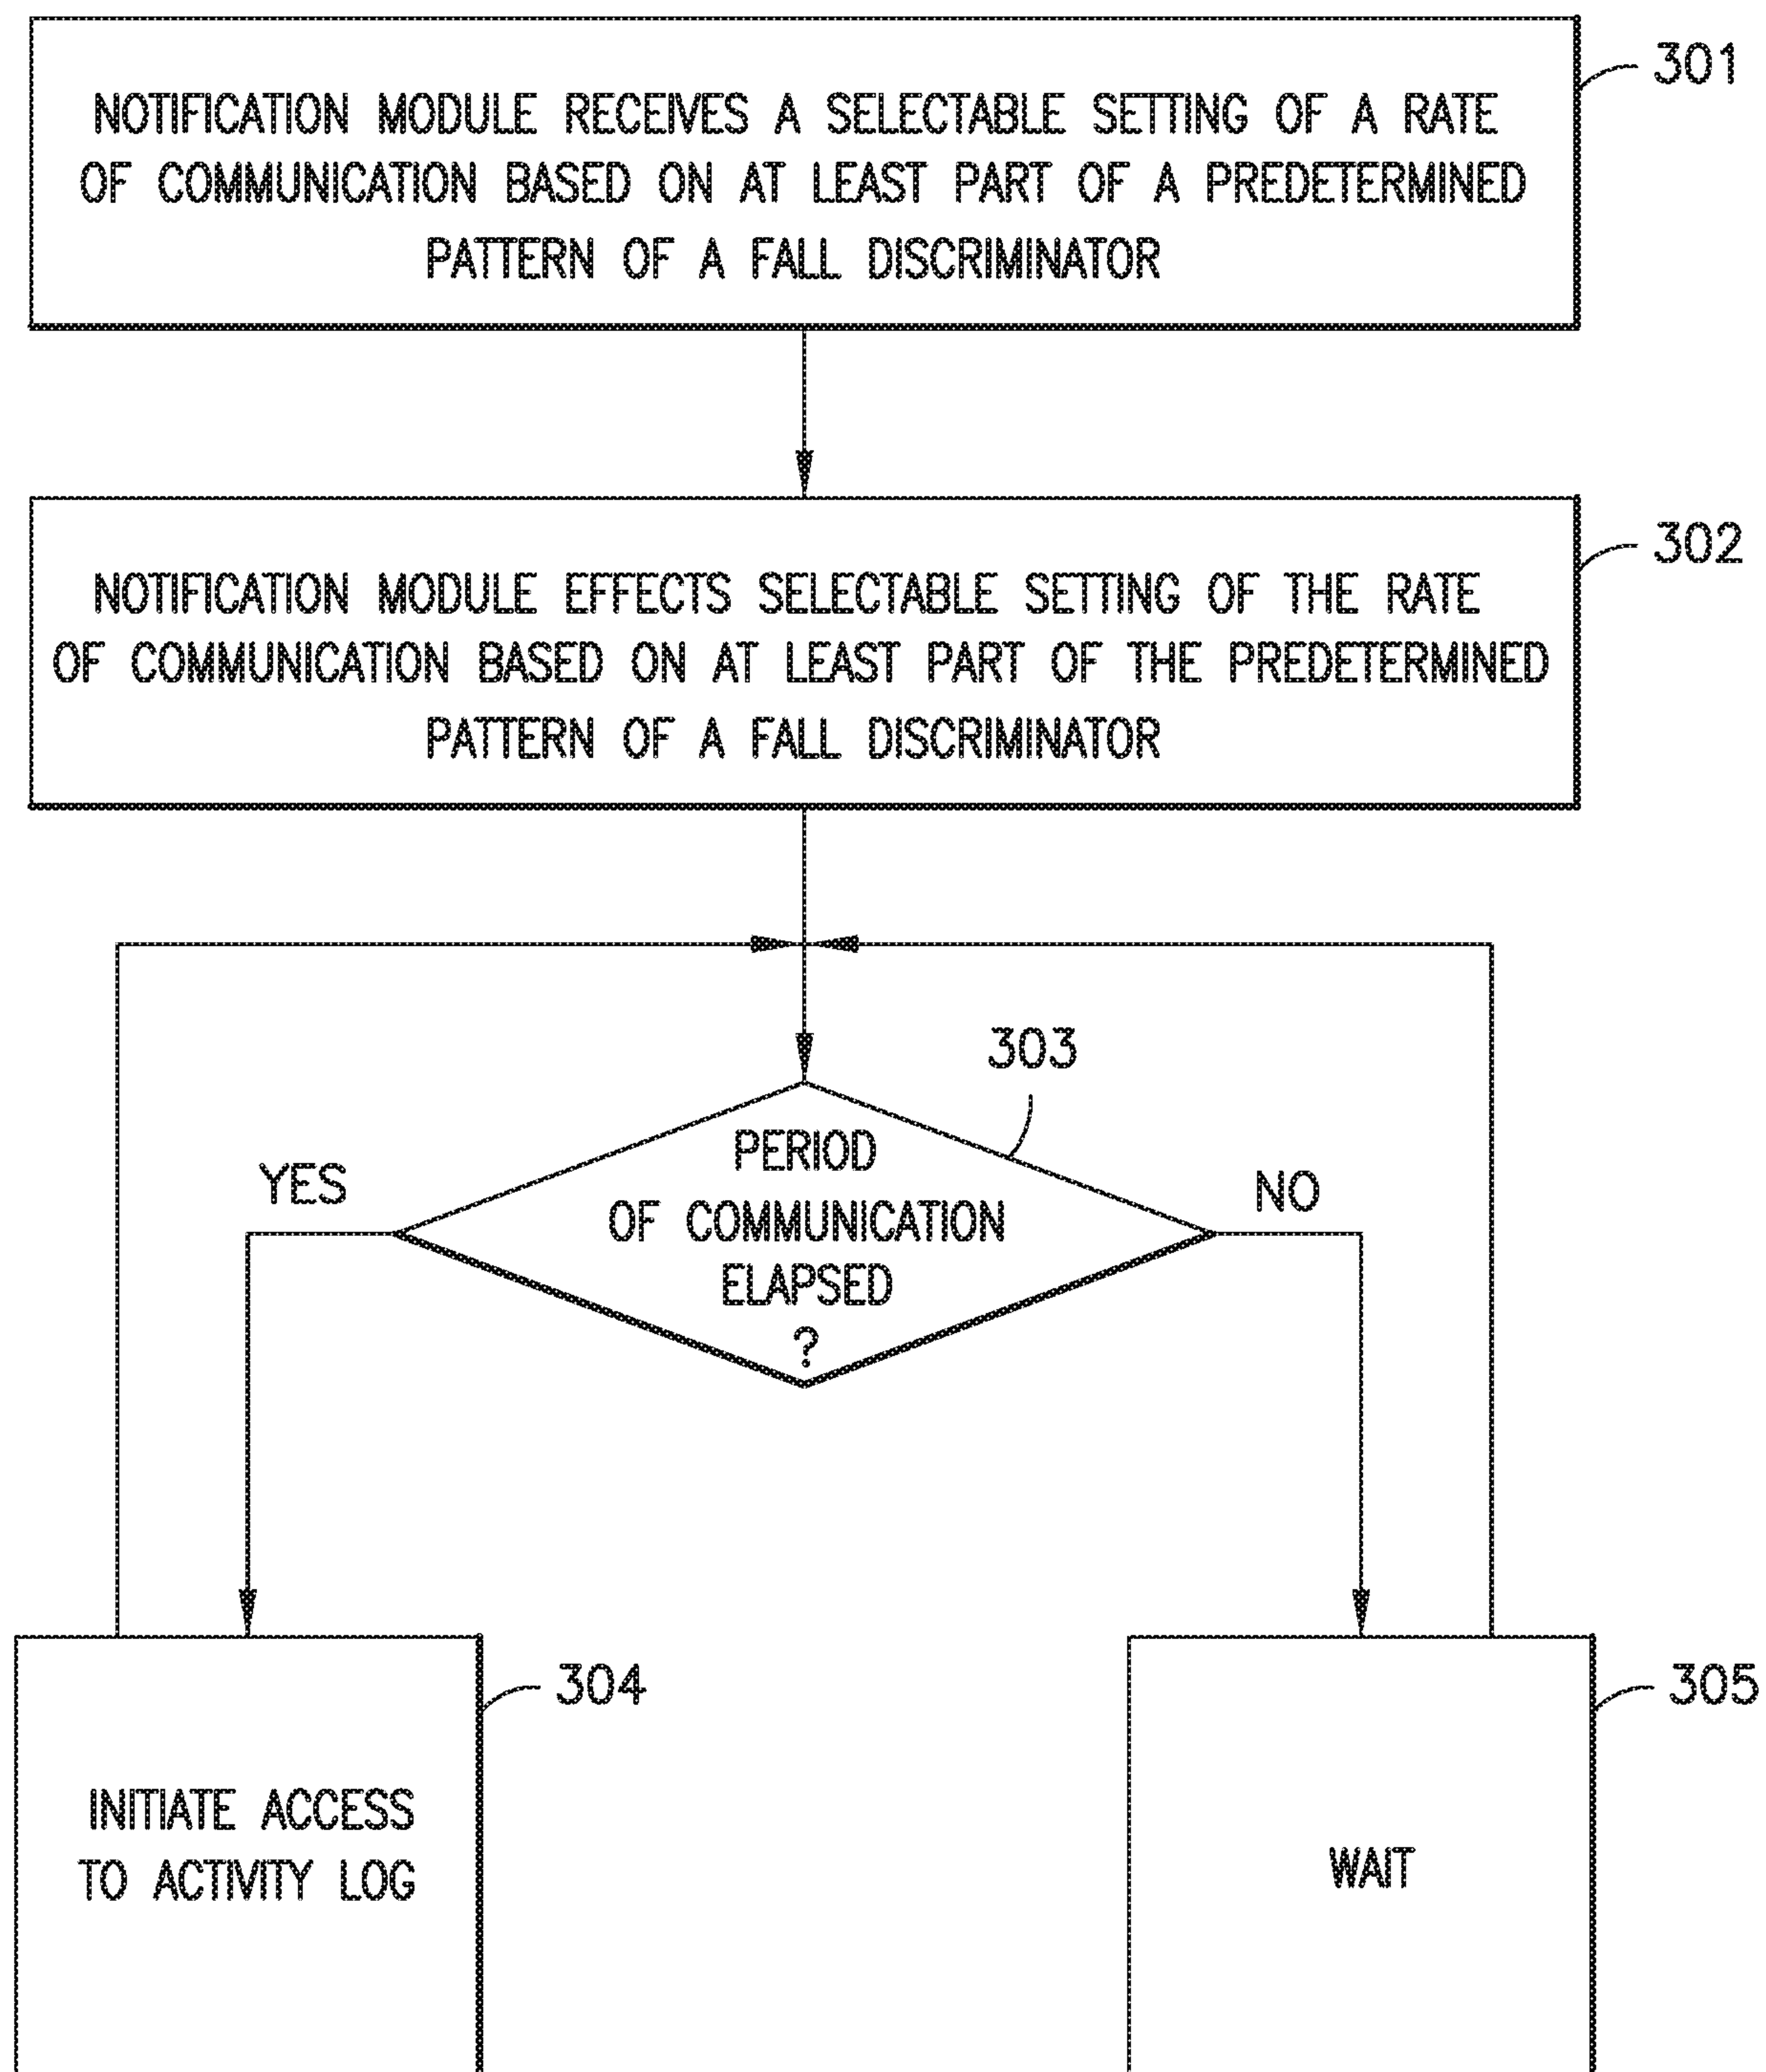 301
NOTIFICATION MODULE RECEIVES A SELECTABLE SETTING OF A RATE
OF COMMUNICATION BASED ON AT LEAST PART OF A PREDETERMINED
PATTERN OF A FALL DISCRIMINATOR
302
NOTIFICATION MODULE EFFECTS SELECTABLE SETTING OF THE RATE
OF COMMUNICATION BASED ON AT LEAST PART OF THE PREDETERMINED
PATTERN OF A FALL DISCRIMINATOR
303
PERIOD
OF COMMUNICATION
ELAPSED
?
YES
NO
304
INITIATE ACCESS
TO ACTIVITY LOG
305
WAIT